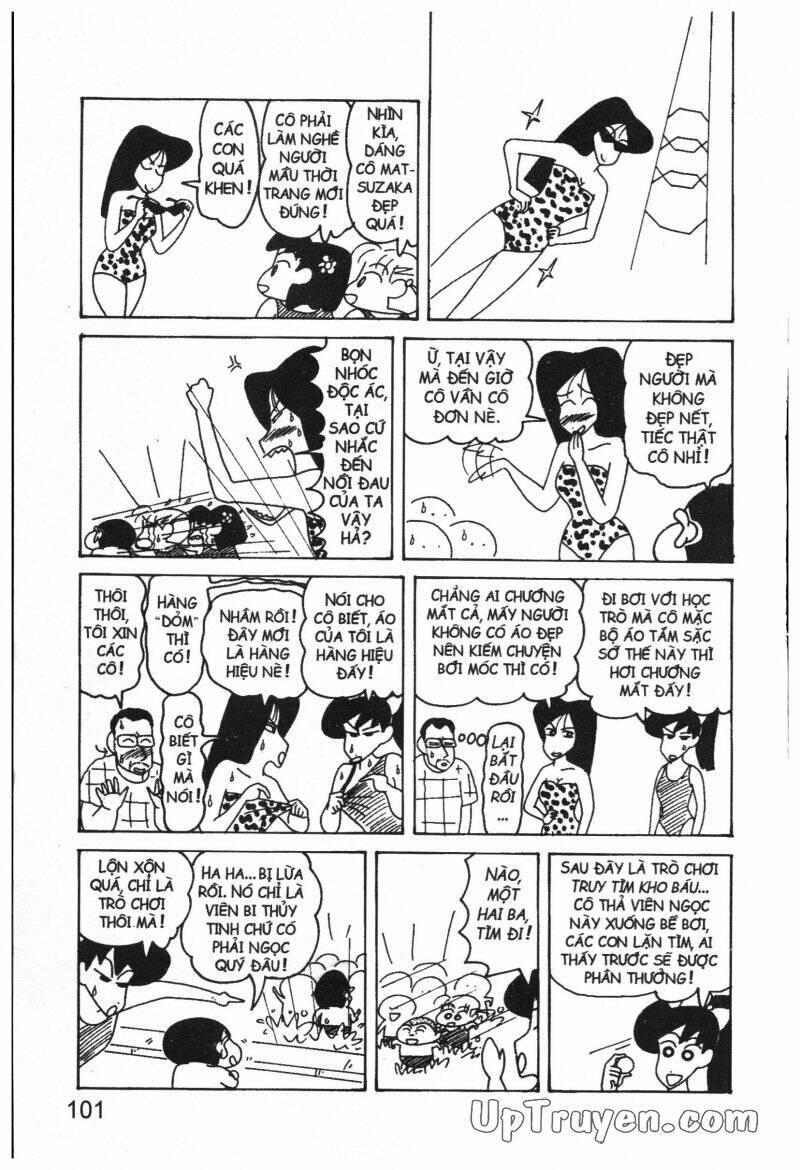 NHÌN
KÌA,
DÁNG
CÔ MAT-
SUZAKA
ĐẸP
QUÁ!
CÔ PHẢI
LÀM NGHỀ
NGƯỜI
MẪU THỜI
TRANG MỚI
ĐÚNG!
CÁC
CON
QUÁ
KHEN!
ĐẸP
NGƯỜI MÀ
KHÔNG
ĐẸP NẾT,
TIẾC THẬT
CÔ NHỈ!
Ừ, TẠI VẬY
MÀ ĐẾN GIỜ
CÔ VẪN CÔ
ĐƠN NÈ.
BỌN
NHÓC
ĐỘC ÁC,
TẠI
SAO CỨ
NHẮC
ĐẾN
NỖI ĐAU
CỦA TA
VẬY
HẢ?
ĐI BƠI VỚI HỌC
TRÒ MÀ CÔ MẶC
BỘ ÁO TẮM SẶC
SỠ THẾ NÀY THÌ
HƠI CHƯƠNG
MẮT ĐẤY!
CHẲNG AI CHƯƠNG
MẮT CẢ, MẤY NGƯỜI
KHÔNG CÓ ÁO ĐẸP
NÊN KIẾM CHUYỆN
BỚI MÓC THÌ CÓ!
LẠI
BẮT
ĐẦU
RỒI
...
NÓI CHO
CÔ BIẾT, ÁO
CỦA TÔI LÀ
HÀNG HIỆU
ĐẤY!
NHẦM RỒI!
ĐÂY MỚI
LÀ HÀNG
HIỆU NÈ!
HÀNG
"DỎM"
THÌ
CÓ!
CÔ
BIẾT
GÌ
MÀ
NÓI!
THÔI
THÔI,
TÔI XIN
CÁC
CÔ!
SAU ĐÂY LÀ TRÒ CHƠI
TRUY TÌM KHO BÁU...
CÔ THẢ VIÊN NGỌC
NÀY XUỐNG BỂ BƠI,
CÁC CON LẶN TÌM, AI
THẤY TRƯỚC SẼ ĐƯỢC
PHẦN THƯỞNG!
NÀO,
MỘT
HAI BA,
TÌM ĐI!
HA HA... BỊ LỪA
RỒI. NÓ CHỈ LÀ
VIÊN BI THỦY
TINH CHỨ CÓ
PHẢI NGỌC
QUÝ ĐÂU!
LỘN XỘN
QUÁ, CHỈ LÀ
TRÒ CHƠI
THÔI MÀ!
101
UpTruyen.com